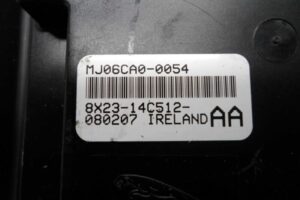 MJ06CA0-0054
8X23-14C512-
080207 IRELAND AA